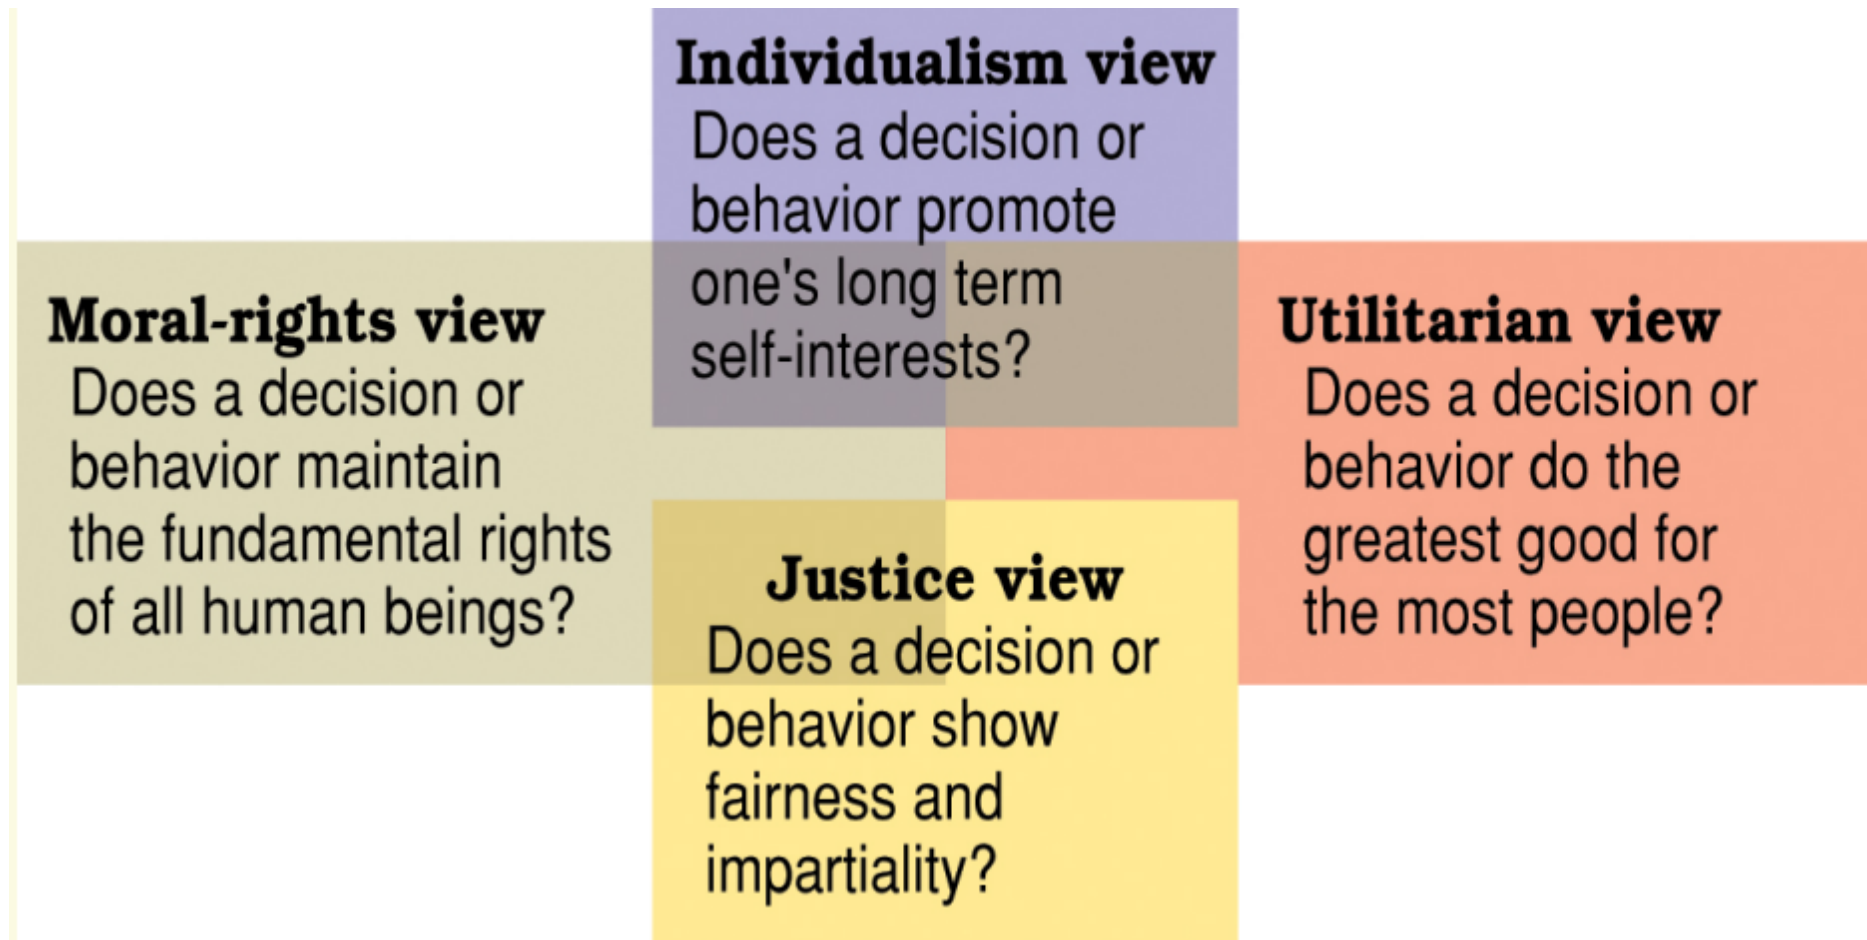 Individualism view
Does a decision or
behavior promote
one's long term
self-interests?
Moral-rights view
Does a decision or
behavior maintain
the fundamental rights
of all human beings?
Utilitarian view
Does a decision or
behavior do the
greatest good for
the most people?
Justice view
Does a decision or
behavior show
fairness and
impartiality?